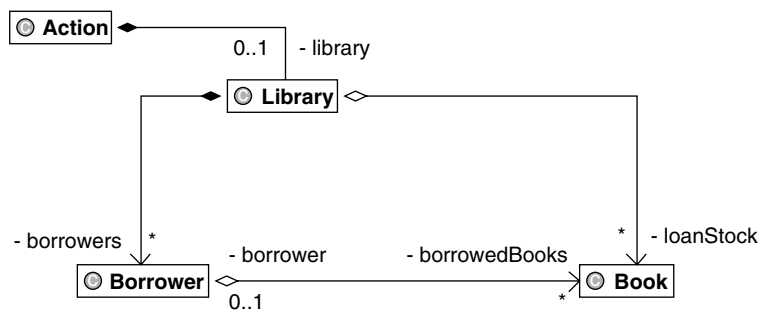 C Action
0..1 - library
C Library
- borrowers *
* - loanStock
- borrower - borrowedBooks
C Borrower
C Book
0..1 *